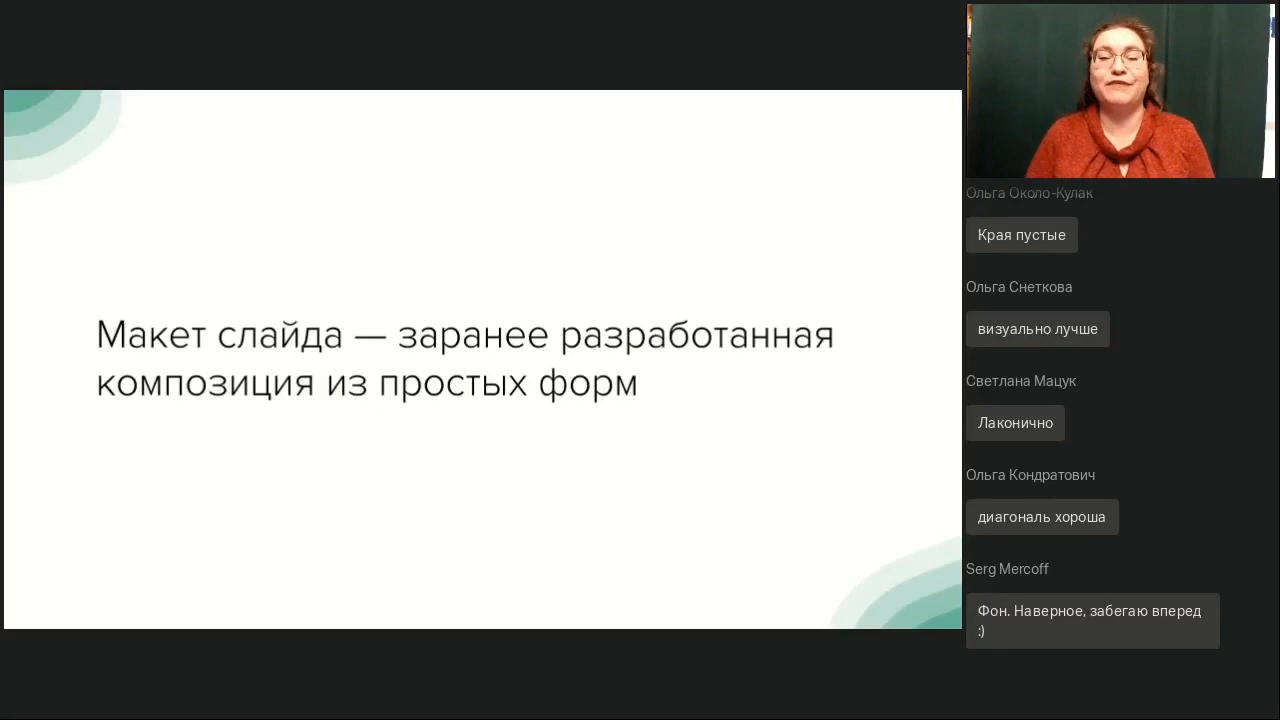 Макет слайда — заранее разработанная
композиция из простых форм
Ольга Около-Кулак
Края пустые
Ольга Снеткова
визуально лучше
Светлана Мацук
Лаконично
Ольга Кондратович
диагональ хороша
Serg Mercoff
Фон. Наверное, забегаю вперед
:)